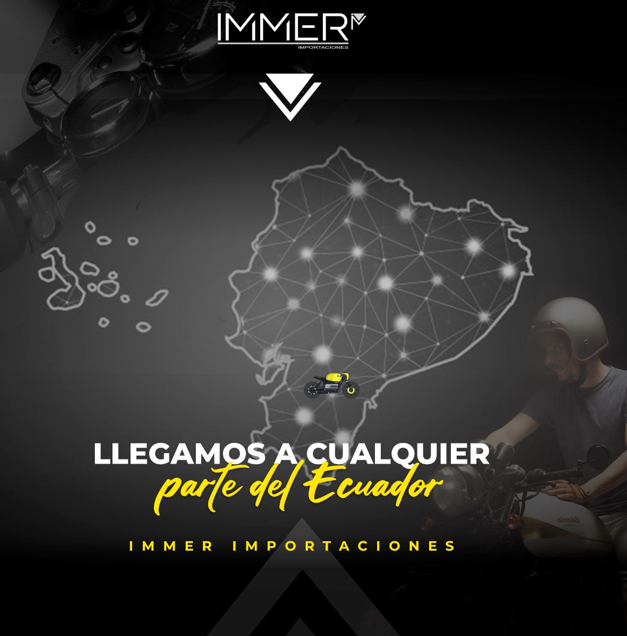 IMMER
IMPORTACIONES
LLEGAMOS A CUALQUIER
parte del Ecuador
IMMER IMPORTACIONES